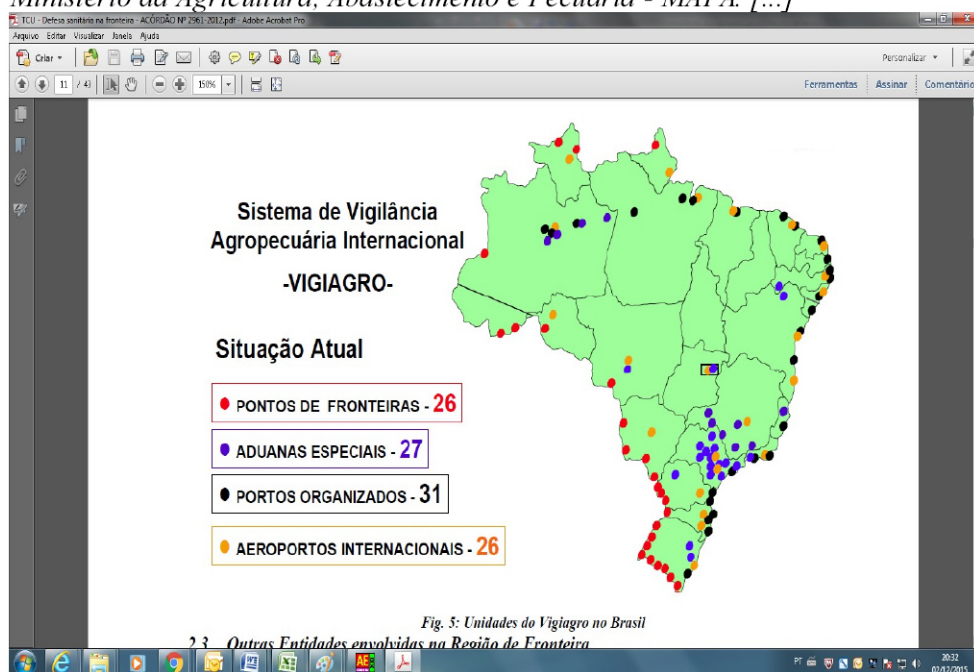 Ministério da Agricultura, Abastecimento e Pecuária - MAPA. [...]
TCU - Defesa sanitária na fronteira - ACÓRDÃO Nº 2961-2012.pdf - Adobe Acrobat Pro
Arquivo Editar Visualizar Janela Ajuda
Criar
Personalizar
11 / 43
150%
Ferramentas Assinar Comentário
Sistema de Vigilância
Agropecuária Internacional
-VIGIAGRO-
Situação Atual
PONTOS DE FRONTEIRAS - 26
ADUANAS ESPECIAIS - 27
PORTOS ORGANIZADOS - 31
AEROPORTOS INTERNACIONAIS - 26
Fig. 5: Unidades do Vigiagro no Brasil
2.3 Outras Entidades envolvidas na Região de Fronteira
PT
20:32
02/12/2015